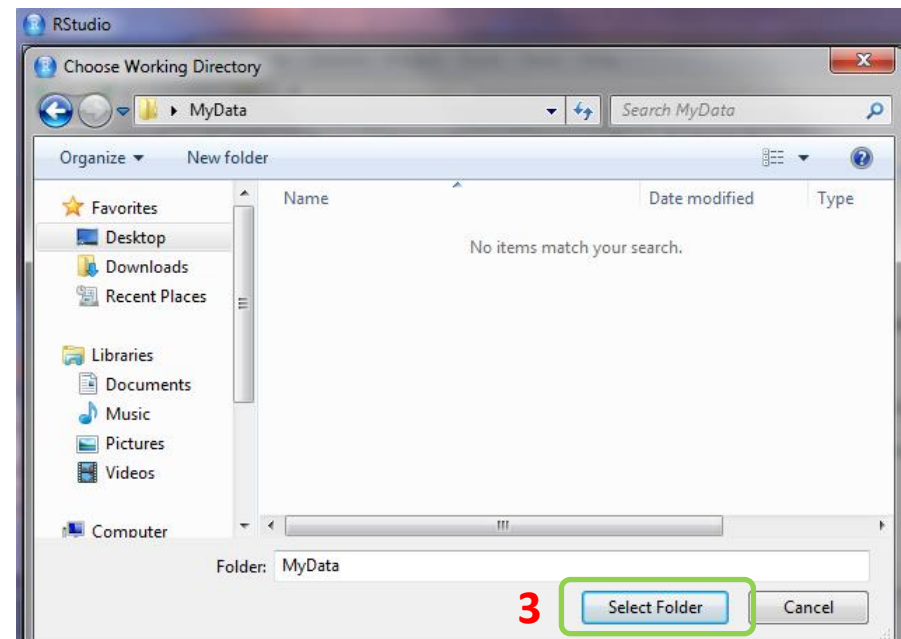 RStudio
Choose Working Directory
MyData
Search MyData
Organize
New folder
Name
Date modified
Type
No items match your search.
Favorites
Desktop
Downloads
Recent Places
Libraries
Documents
Music
Pictures
Videos
Computer
Folder: MyData
3
Select Folder
Cancel